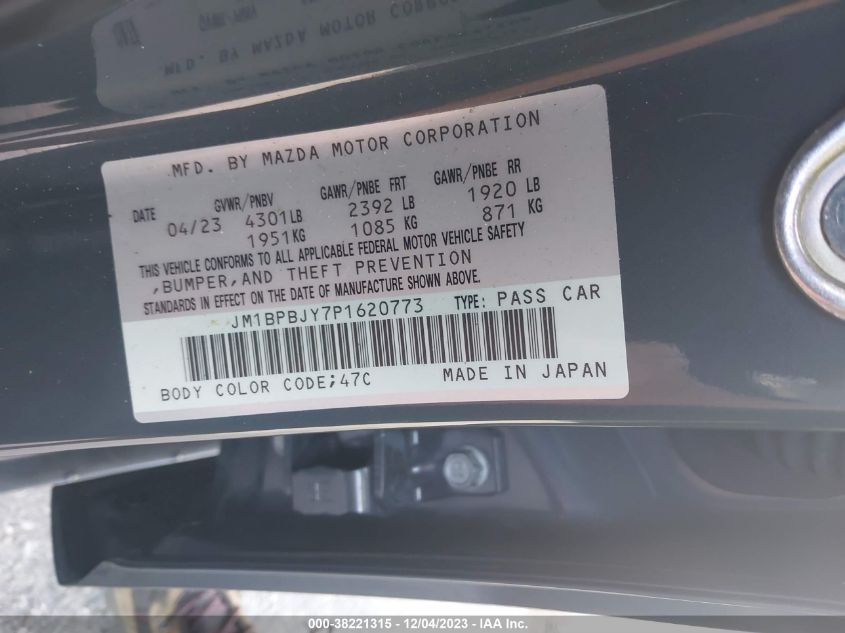 MFD. BY MAZDA MOTOR CORPORATION
DATE GVWR/PNBV GAWR/PNBE FRT GAWR/PNBE RR
04/23 4301LB 2392 LB 1920 LB
1951KG 1085 KG 871 KG
THIS VEHICLE CONFORMS TO ALL APPLICABLE FEDERAL MOTOR VEHICLE SAFETY
,BUMPER,AND THEFT PREVENTION
STANDARDS IN EFFECT ON THE DATE OF MANUFACTURE SHOWN ABOVE.
JM1BPBJY7P1620773 TYPE: PASS CAR
BODY COLOR CODE;47C MADE IN JAPAN
000-38221315 - 12/04/2023 - IAA Inc.